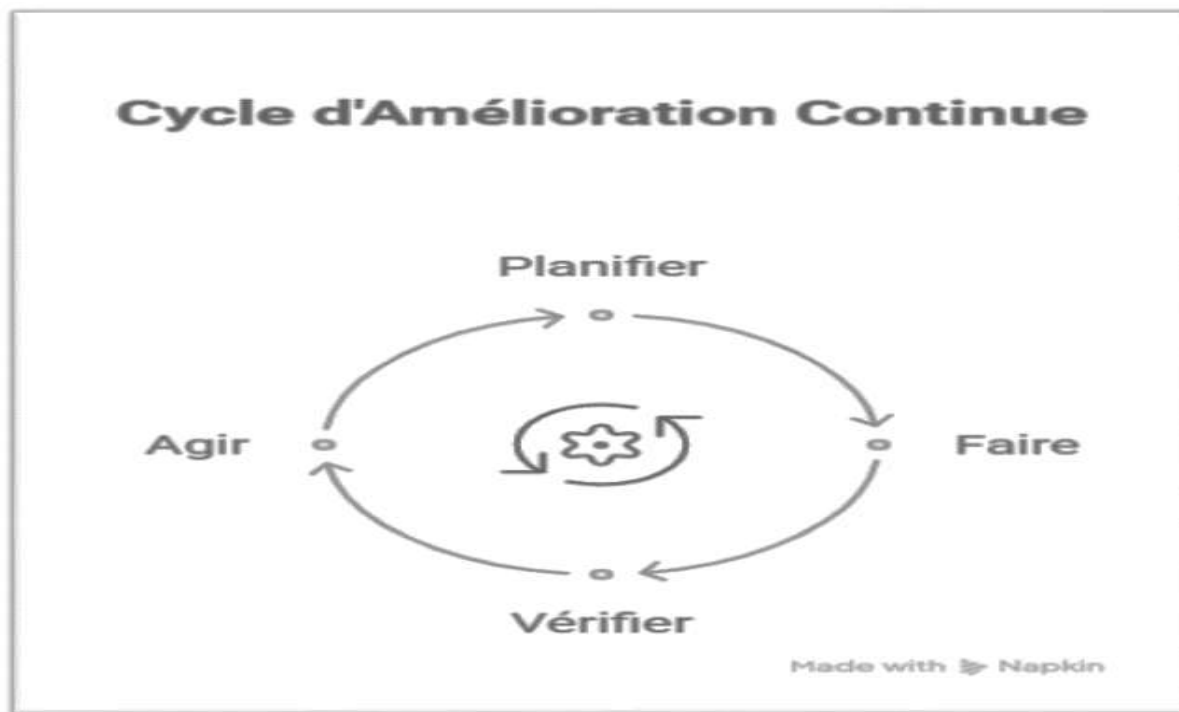 Cycle d'Amélioration Continue
Planifier
Agir
Faire
Vérifier
Made with Napkin